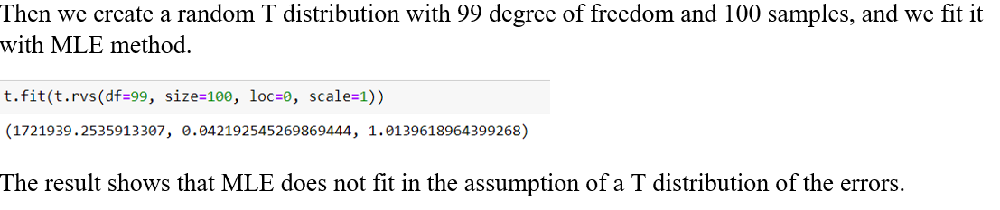 Then we create a random T distribution with 99 degree of freedom and 100 samples, and we fit it
with MLE method.
t.fit(t.rvs(df=99, size=100, loc=0, scale=1))
(1721939.2535913307, 0.042192545269869444, 1.0139618964399268)
The result shows that MLE does not fit in the assumption of a T distribution of the errors.